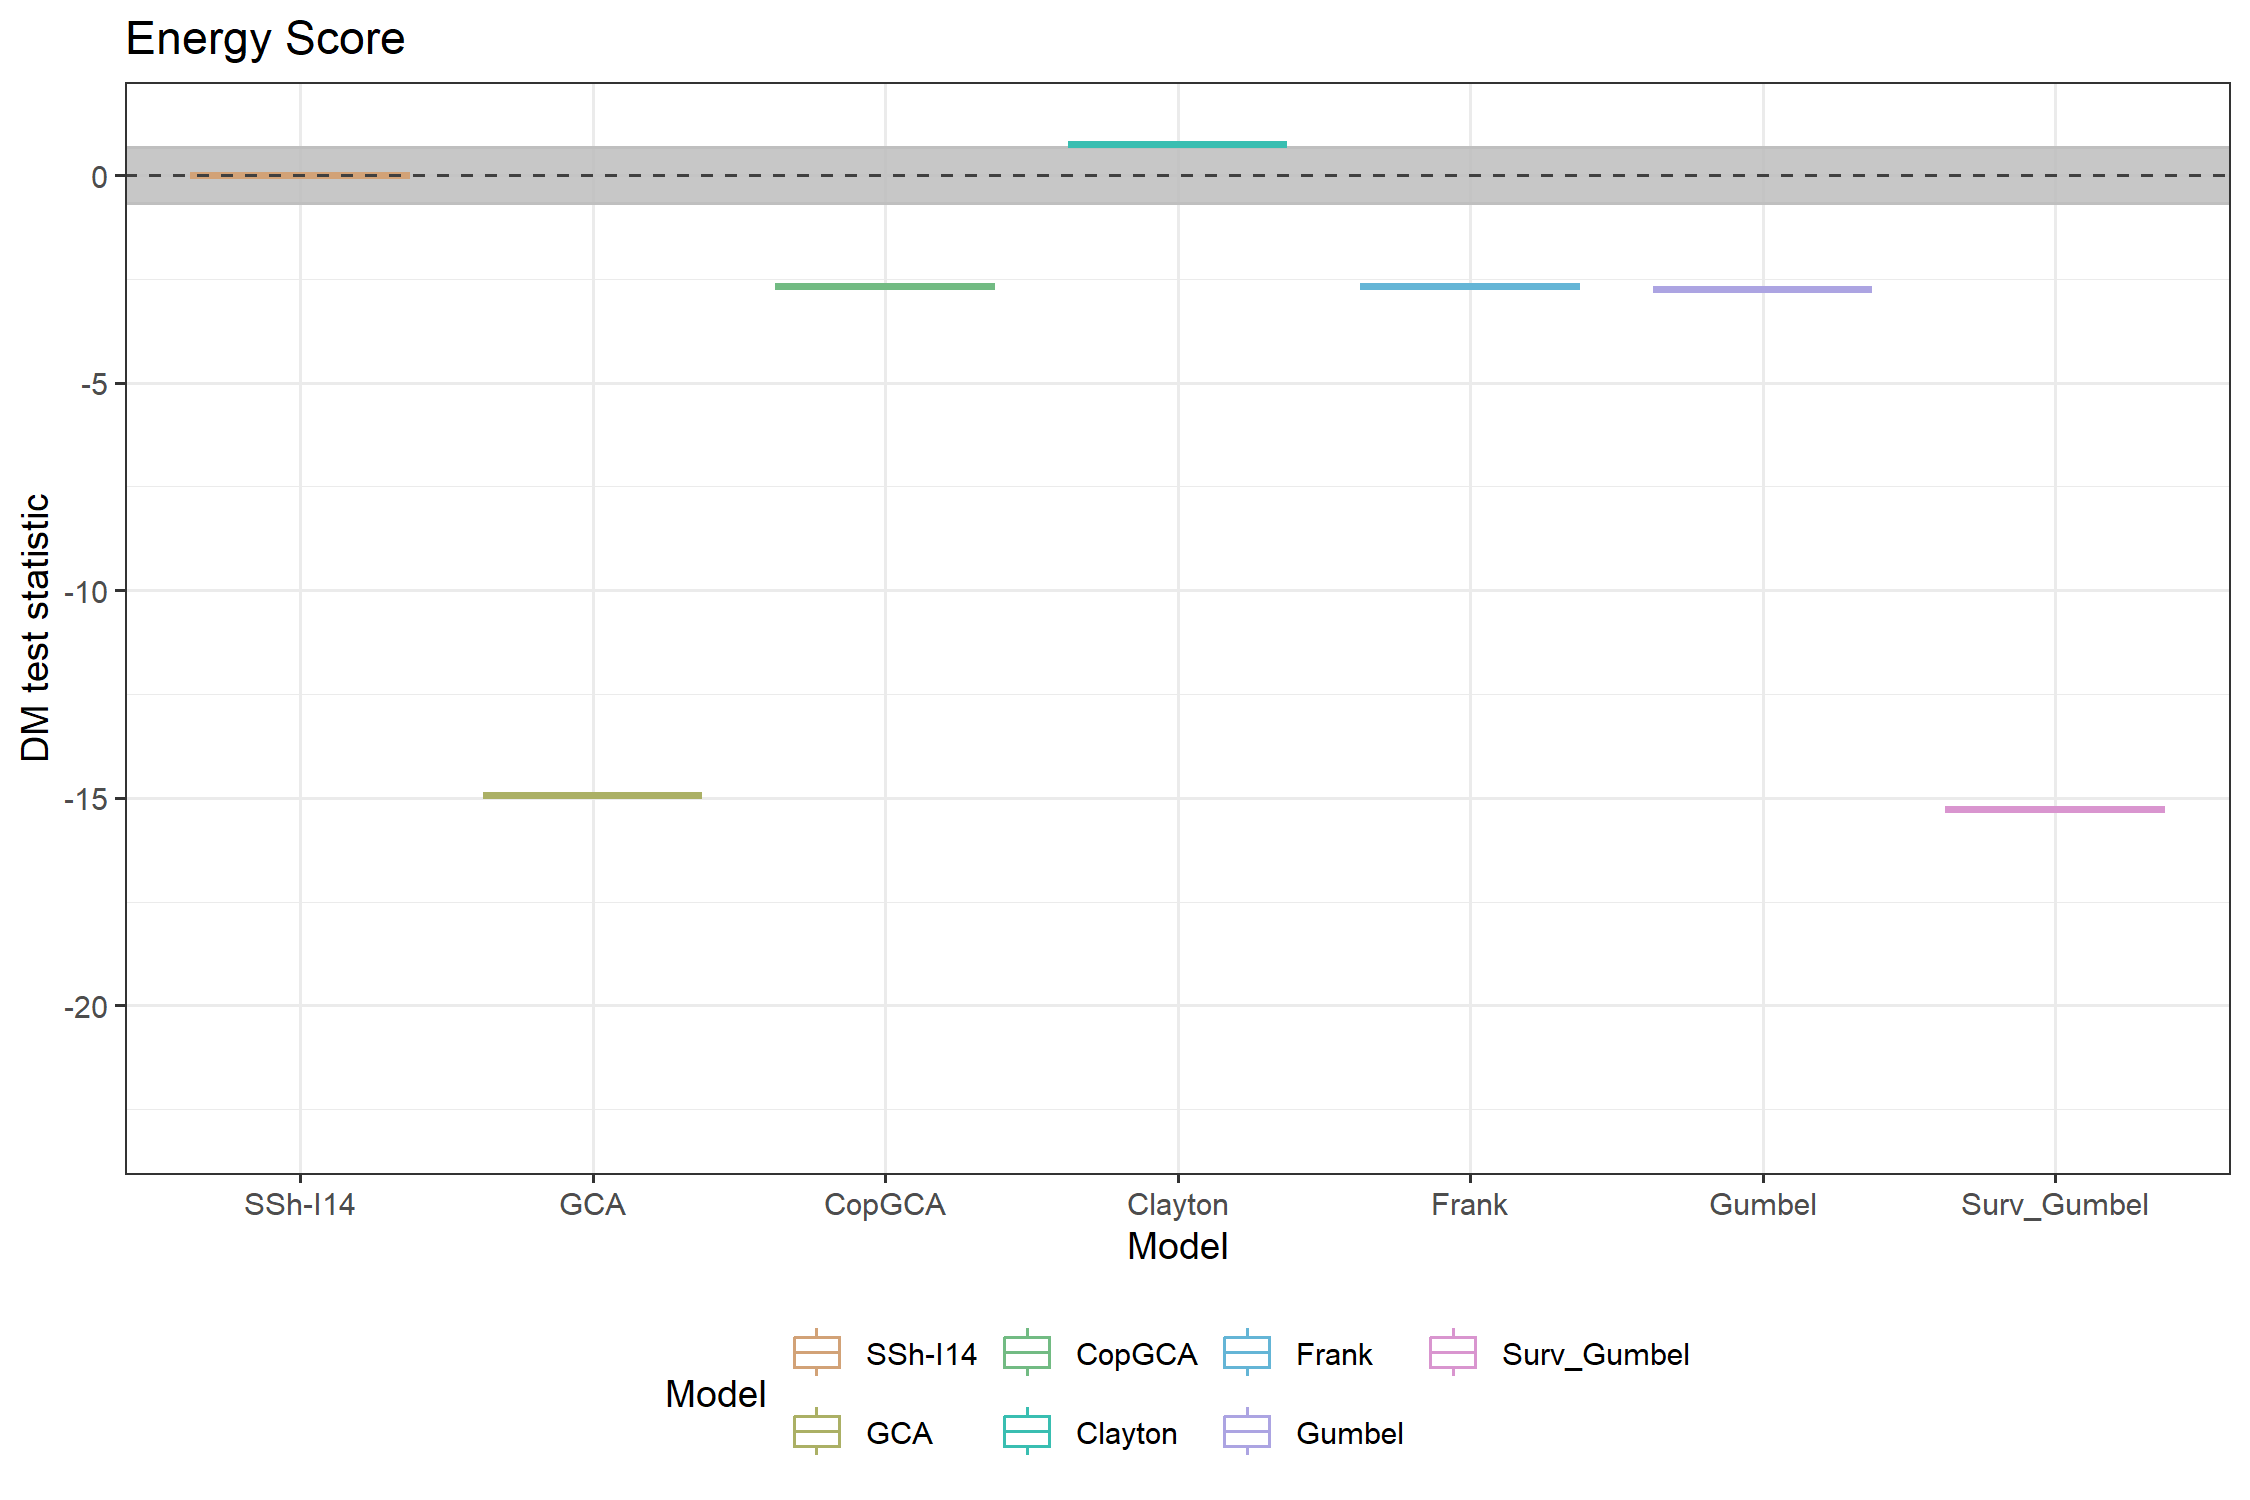 Energy Score
DM test statistic
0
-5
-10
-15
-20
SSh-I14 GCA CopGCA Clayton Frank Gumbel Surv_Gumbel
Model
Model
SSh-I14 CopGCA Frank Surv_Gumbel
GCA Clayton Gumbel